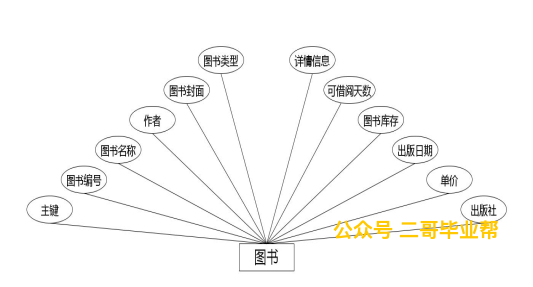 图书类型
详情信息
图书封面
可借阅天数
作者
图书库存
图书名称
出版日期
图书编号
单价
主键
出版社
公众号 二哥毕业帮
图书